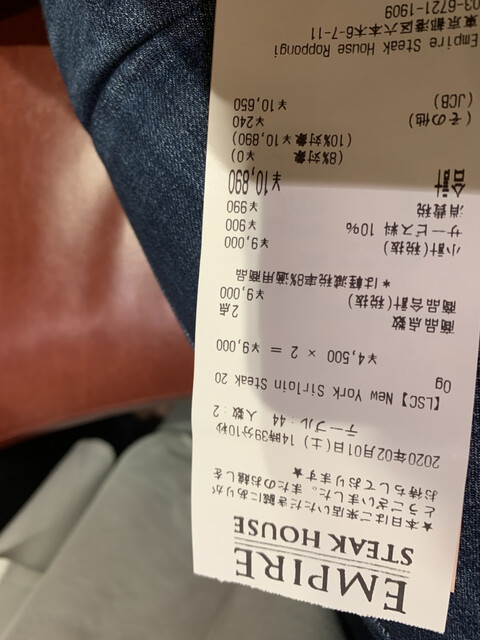 EMPIRE
STEAK HOUSE
★本日はご来店いただき誠にありが
とうございました。またのお越しを
お待ちしております★
2020年02月01日(土) 14時39分10秒
テーブル:44 人数:2
【LSC】New York Sirloin Steak 20
0g
¥4,500 × 2 = ¥9,000
商品点数 2点
商品合計(税抜) ¥9,000
*は軽減税率8%適用商品
小計(税抜) ¥9,000
サービス料 10% ¥900
消費税 ¥990
合計 ¥10,890
(8%対象 ¥0)
(10%対象 ¥10,890)
(その他) ¥240
(JCB) ¥10,650
Empire Steak House Roppongi
東京都港区六本木6-7-11
03-6721-1909